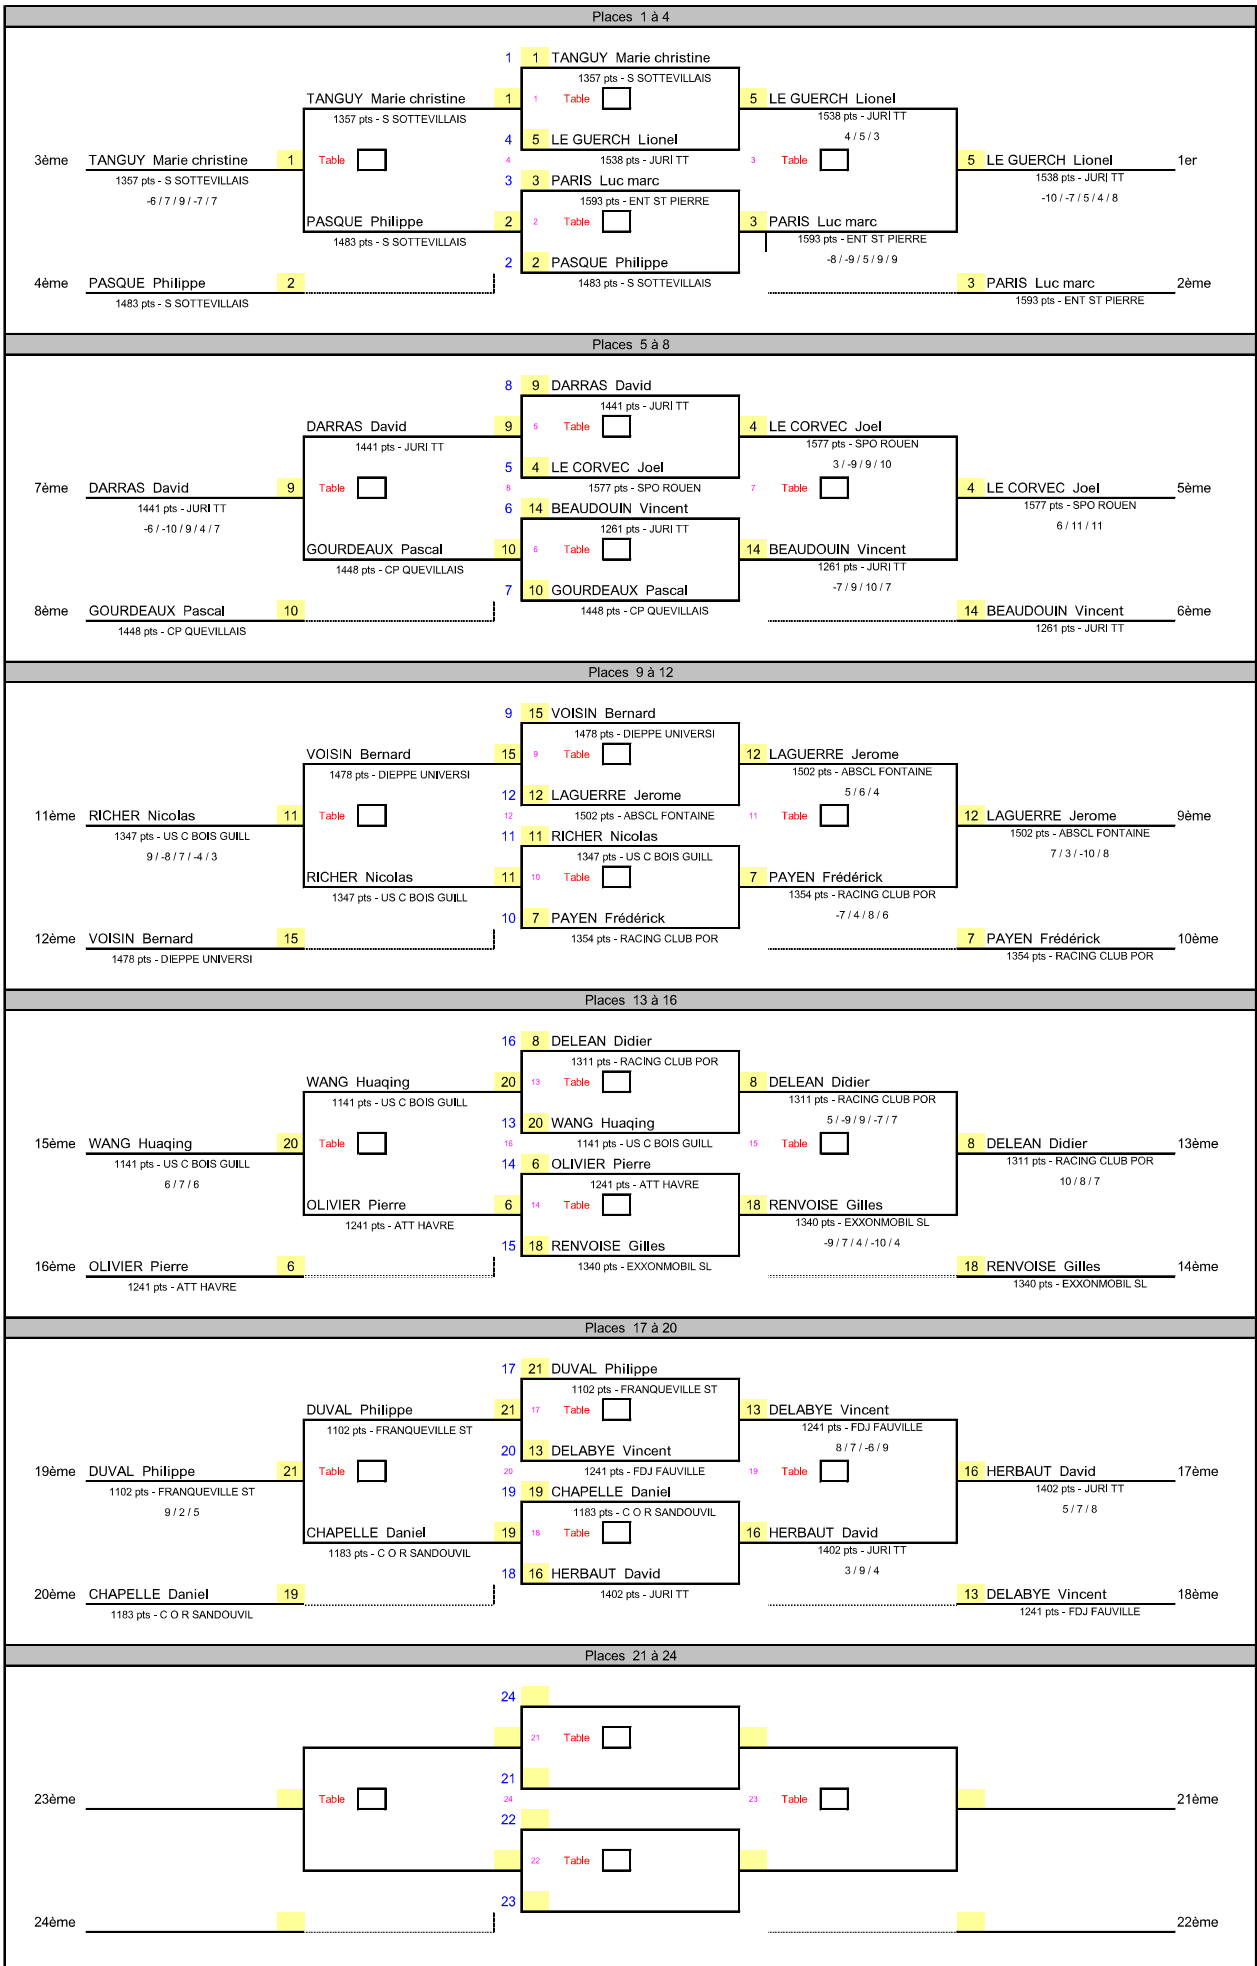 Places 1 à 4
1 1 TANGUY Marie christine
1357 pts - S SOTTEVILLAIS
TANGUY Marie christine 1 1 Table 5 LE GUERCH Lionel
1357 pts - S SOTTEVILLAIS 1538 pts - JURI TT
4 / 5 / 3
4 5 LE GUERCH Lionel
3ème TANGUY Marie christine 1 Table 4 1538 pts - JURI TT 3 Table 5 LE GUERCH Lionel 1er
1357 pts - S SOTTEVILLAIS 3 3 PARIS Luc marc 1538 pts - JURI TT
-6 / 7 / 9 / -7 / 7 1593 pts - ENT ST PIERRE -10 / -7 / 5 / 4 / 8
PASQUE Philippe 2 2 Table 3 PARIS Luc marc
1483 pts - S SOTTEVILLAIS 1593 pts - ENT ST PIERRE
2 2 PASQUE Philippe -8 / -9 / 5 / 9 / 9
4ème PASQUE Philippe 2 1483 pts - S SOTTEVILLAIS 3 PARIS Luc marc 2ème
1483 pts - S SOTTEVILLAIS 1593 pts - ENT ST PIERRE
Places 5 à 8
8 9 DARRAS David
1441 pts - JURI TT
DARRAS David 9 5 Table 4 LE CORVEC Joel
1441 pts - JURI TT 1577 pts - SPO ROUEN
5 4 LE CORVEC Joel 3 / -9 / 9 / 10
7ème DARRAS David 9 Table 8 1577 pts - SPO ROUEN 7 Table 4 LE CORVEC Joel 5ème
1441 pts - JURI TT 6 14 BEAUDOUIN Vincent 1577 pts - SPO ROUEN
-6 / -10 / 9 / 4 / 7 1261 pts - JURI TT 6 / 11 / 11
GOURDEAUX Pascal 10 6 Table 14 BEAUDOUIN Vincent
1448 pts - CP QUEVILLAIS 1261 pts - JURI TT
7 10 GOURDEAUX Pascal -7 / 9 / 10 / 7
8ème GOURDEAUX Pascal 10 1448 pts - CP QUEVILLAIS 14 BEAUDOUIN Vincent 6ème
1448 pts - CP QUEVILLAIS 1261 pts - JURI TT
Places 9 à 12
9 15 VOISIN Bernard
1478 pts - DIEPPE UNIVERSI
VOISIN Bernard 15 9 Table 12 LAGUERRE Jerome
1478 pts - DIEPPE UNIVERSI 1502 pts - ABSCL FONTAINE
12 12 LAGUERRE Jerome 5 / 6 / 4
11ème RICHER Nicolas 11 Table 12 1502 pts - ABSCL FONTAINE 11 Table 12 LAGUERRE Jerome 9ème
1347 pts - US C BOIS GUILL 11 11 RICHER Nicolas 1502 pts - ABSCL FONTAINE
9 / -8 / 7 / -4 / 3 1347 pts - US C BOIS GUILL 7 / 3 / -10 / 8
RICHER Nicolas 11 10 Table 7 PAYEN Frédérick
1347 pts - US C BOIS GUILL 1354 pts - RACING CLUB POR
10 7 PAYEN Frédérick -7 / 4 / 8 / 6
12ème VOISIN Bernard 15 1354 pts - RACING CLUB POR 7 PAYEN Frédérick 10ème
1478 pts - DIEPPE UNIVERSI 1354 pts - RACING CLUB POR
Places 13 à 16
16 8 DELEAN Didier
1311 pts - RACING CLUB POR
WANG Huaqing 20 13 Table 8 DELEAN Didier
1141 pts - US C BOIS GUILL 1311 pts - RACING CLUB POR
13 20 WANG Huaqing 5 / -9 / 9 / -7 / 7
15ème WANG Huaqing 20 Table 16 1141 pts - US C BOIS GUILL 15 Table 8 DELEAN Didier 13ème
1141 pts - US C BOIS GUILL 14 6 OLIVIER Pierre 1311 pts - RACING CLUB POR
6 / 7 / 6 1241 pts - ATT HAVRE 10 / 8 / 7
OLIVIER Pierre 6 14 Table 18 RENVOISE Gilles
1241 pts - ATT HAVRE 1340 pts - EXXONMOBIL SL
15 18 RENVOISE Gilles -9 / 7 / 4 / -10 / 4
16ème OLIVIER Pierre 6 1340 pts - EXXONMOBIL SL 18 RENVOISE Gilles 14ème
1241 pts - ATT HAVRE 1340 pts - EXXONMOBIL SL
Places 17 à 20
17 21 DUVAL Philippe
1102 pts - FRANQUEVILLE ST
DUVAL Philippe 21 17 Table 13 DELABYE Vincent
1102 pts - FRANQUEVILLE ST 1241 pts - FDJ FAUVILLE
20 13 DELABYE Vincent 8 / 7 / -6 / 9
19ème DUVAL Philippe 21 Table 20 1241 pts - FDJ FAUVILLE 19 Table 16 HERBAUT David 17ème
1102 pts - FRANQUEVILLE ST 19 19 CHAPELLE Daniel 1402 pts - JURI TT
9 / 2 / 5 1183 pts - C O R SANDOUVIL 5 / 7 / 8
CHAPELLE Daniel 19 18 Table 16 HERBAUT David
1183 pts - C O R SANDOUVIL 1402 pts - JURI TT
18 16 HERBAUT David 3 / 9 / 4
20ème CHAPELLE Daniel 19 1402 pts - JURI TT 13 DELABYE Vincent 18ème
1183 pts - C O R SANDOUVIL 1241 pts - FDJ FAUVILLE
Places 21 à 24
24
21 Table
21
23ème Table 24 23 Table 21ème
22
22 Table
23
24ème 22ème